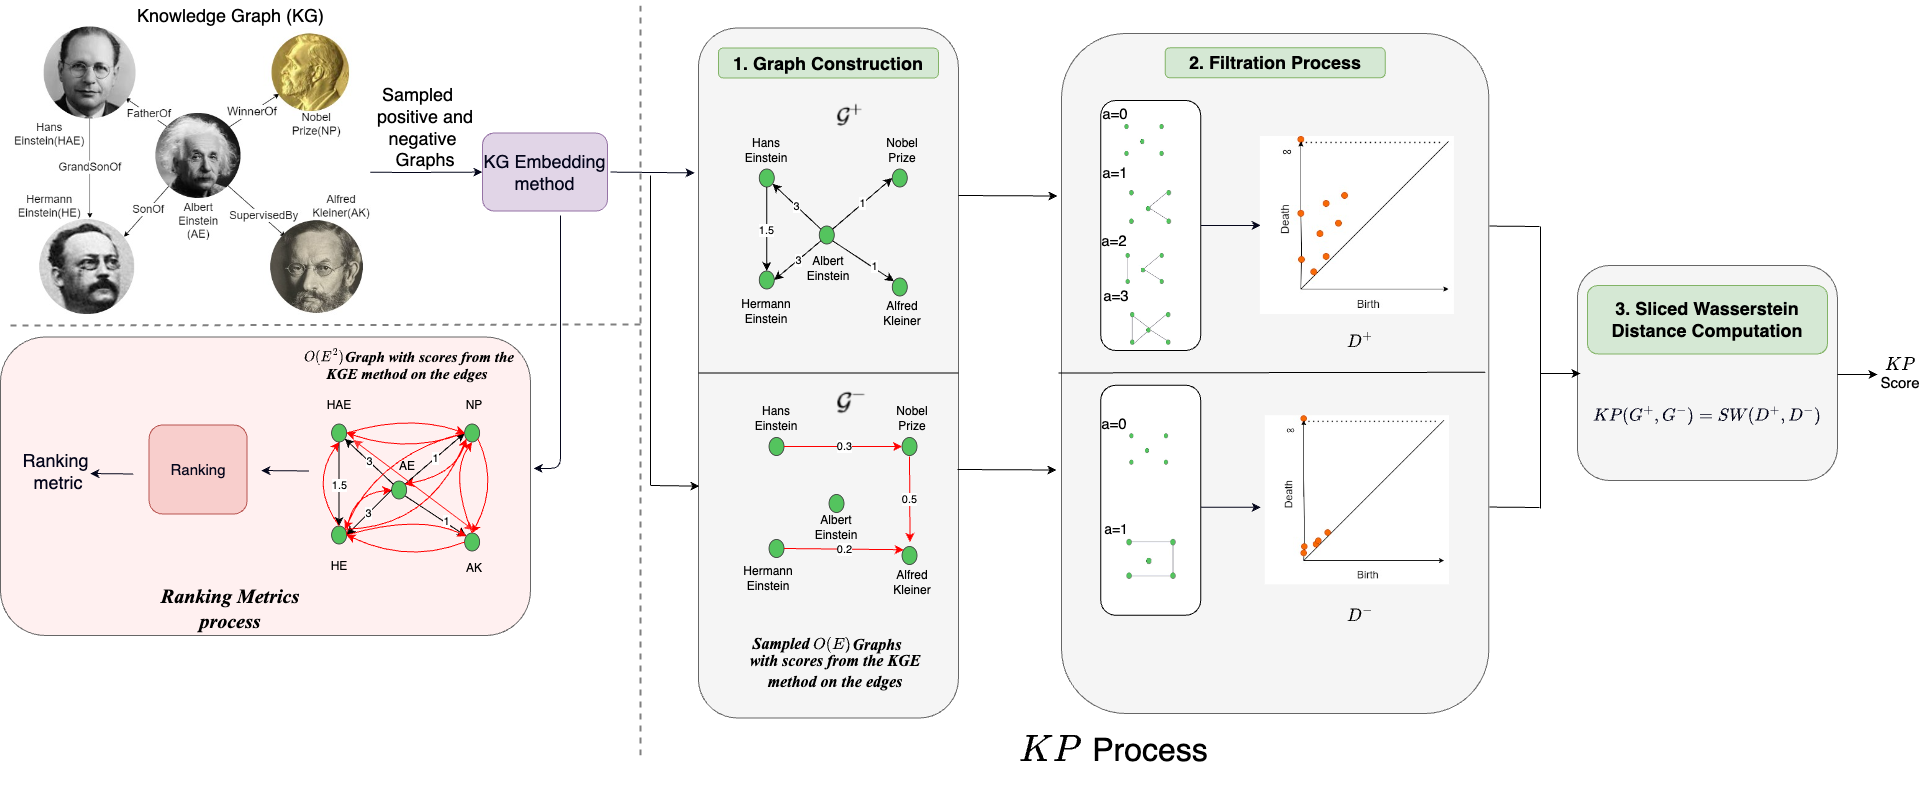 Knowledge Graph (KG)
FatherOf
WinnerOf
Hans
Einstein(HAE)
Nobel
Prize(NP)
GrandSonOf
Hermann
Einstein(HE)
SonOf
Albert
Einstein
(AE)
SupervisedBy
Alfred
Kleiner(AK)
Sampled
positive and
negative
Graphs
KG Embedding
method
O(E²) Graph with scores from the
KGE method on the edges
HAE
NP
AE
3
1
1.5
3
1
HE
AK
Ranking
Ranking
metric
Ranking Metrics
process
1. Graph Construction
𝒢⁺
Hans
Einstein
Nobel
Prize
3
1
1.5
3
1
Albert
Einstein
Hermann
Einstein
Alfred
Kleiner
𝒢⁻
Hans
Einstein
Nobel
Prize
0.3
0.5
Albert
Einstein
0.2
Hermann
Einstein
Alfred
Kleiner
Sampled O(E) Graphs
with scores from the KGE
method on the edges
2. Filtration Process
a=0
a=1
a=2
a=3
∞
Death
Birth
D⁺
a=0
a=1
∞
Death
Birth
D⁻
3. Sliced Wasserstein
Distance Computation
KP(G⁺, G⁻) = SW(D⁺, D⁻)
KP
Score
KP Process